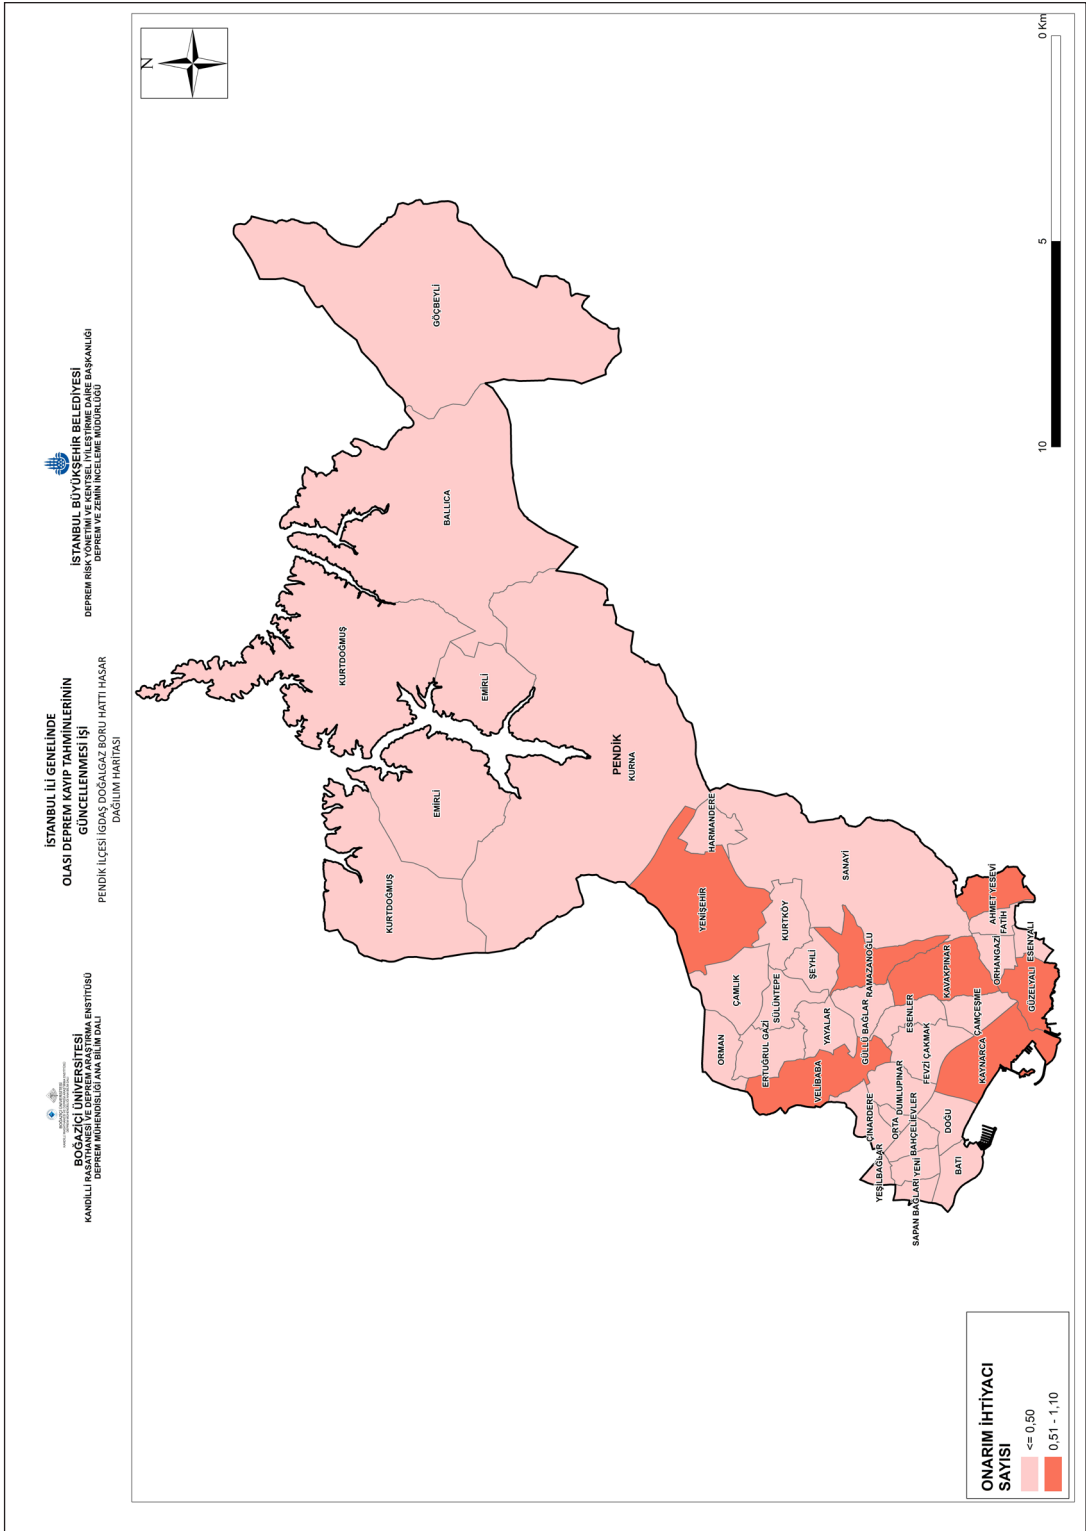 BOĞAZİÇİ ÜNİVERSİTESİ
KANDİLLİ RASATHANESİ VE DEPREM ARAŞTIRMA ENSTİTÜSÜ
DEPREM MÜHENDİSLİĞİ ANA BİLİM DALI
İSTANBUL İLİ GENELİNDE
OLASI DEPREM KAYIP TAHMİNLERİNİN
GÜNCELLENMESİ İŞİ
PENDİK İLÇESİ İGDAŞ DOĞALGAZ BORU HATTI HASAR
DAĞILIM HARİTASI
İSTANBUL BÜYÜKŞEHİR BELEDİYESİ
DEPREM RİSK YÖNETİMİ VE KENTSEL İYİLEŞTİRME DAİRE BAŞKANLIĞI
DEPREM VE ZEMİN İNCELEME MÜDÜRLÜĞÜ
N
GÖÇBEYLİ
BALLICA
KURTDOĞMUŞ
EMİRLİ
EMİRLİ
KURTDOĞMUŞ
PENDİK
KURNA
HARMANDERE
YENİŞEHİR
SANAYİ
KURTKÖY
ŞEYHLİ
ÇAMLIK
SÜLÜNTEPE
ORMAN
ERTUĞRUL GAZİ
YAYALAR
VELİBABA
GÜLLÜ BAĞLAR
RAMAZANOĞLU
ESENLER
KAVAKPINAR
AHMET YESEVİ
FATİH
ORHANGAZİ
ESENYALI
GÜZELYALI
ÇAMÇEŞME
KAYNARCA
FEVZİ ÇAKMAK
DUMLUPINAR
ÇINARDERE
ORTA
BAHÇELİEVLER
DOĞU
YEŞİLBAĞLAR
YENİ
SAPAN BAĞLARI
BATI
10
5
0 Km
ONARIM İHTİYACI
SAYISI
<= 0,50
0,51 - 1,10